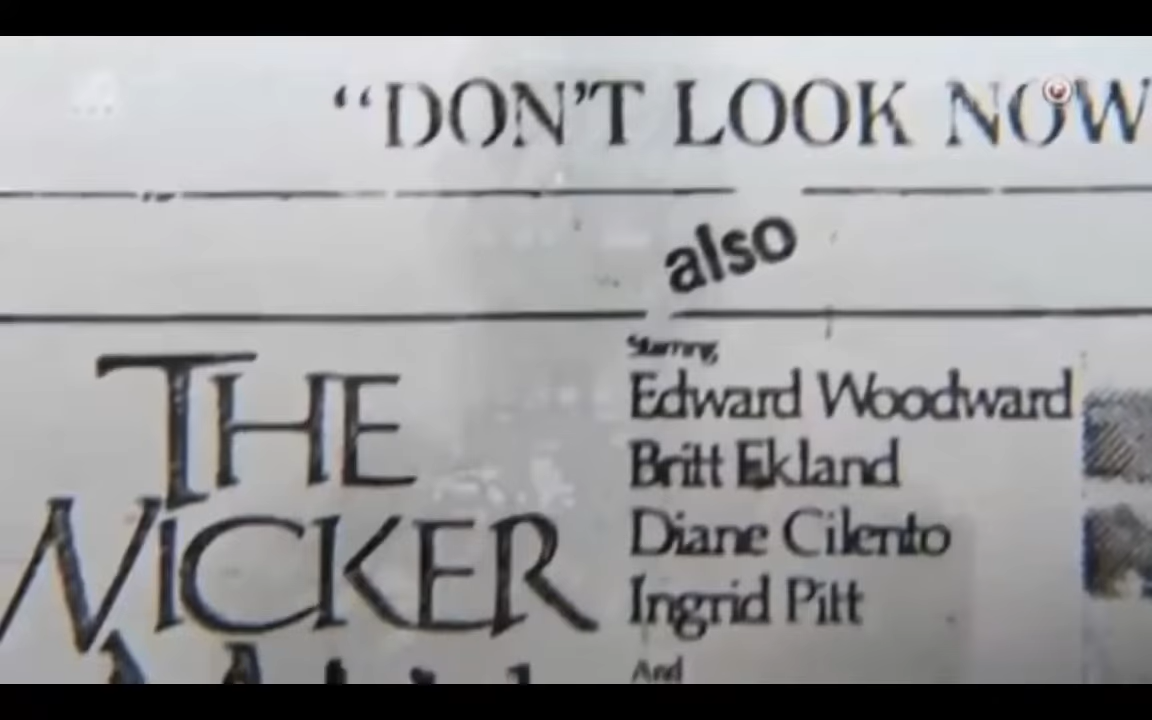 “DON'T LOOK NOW
also
Starring
THE
WICKER
Edward Woodward
Britt Ekland
Diane Cilento
Ingrid Pitt
And